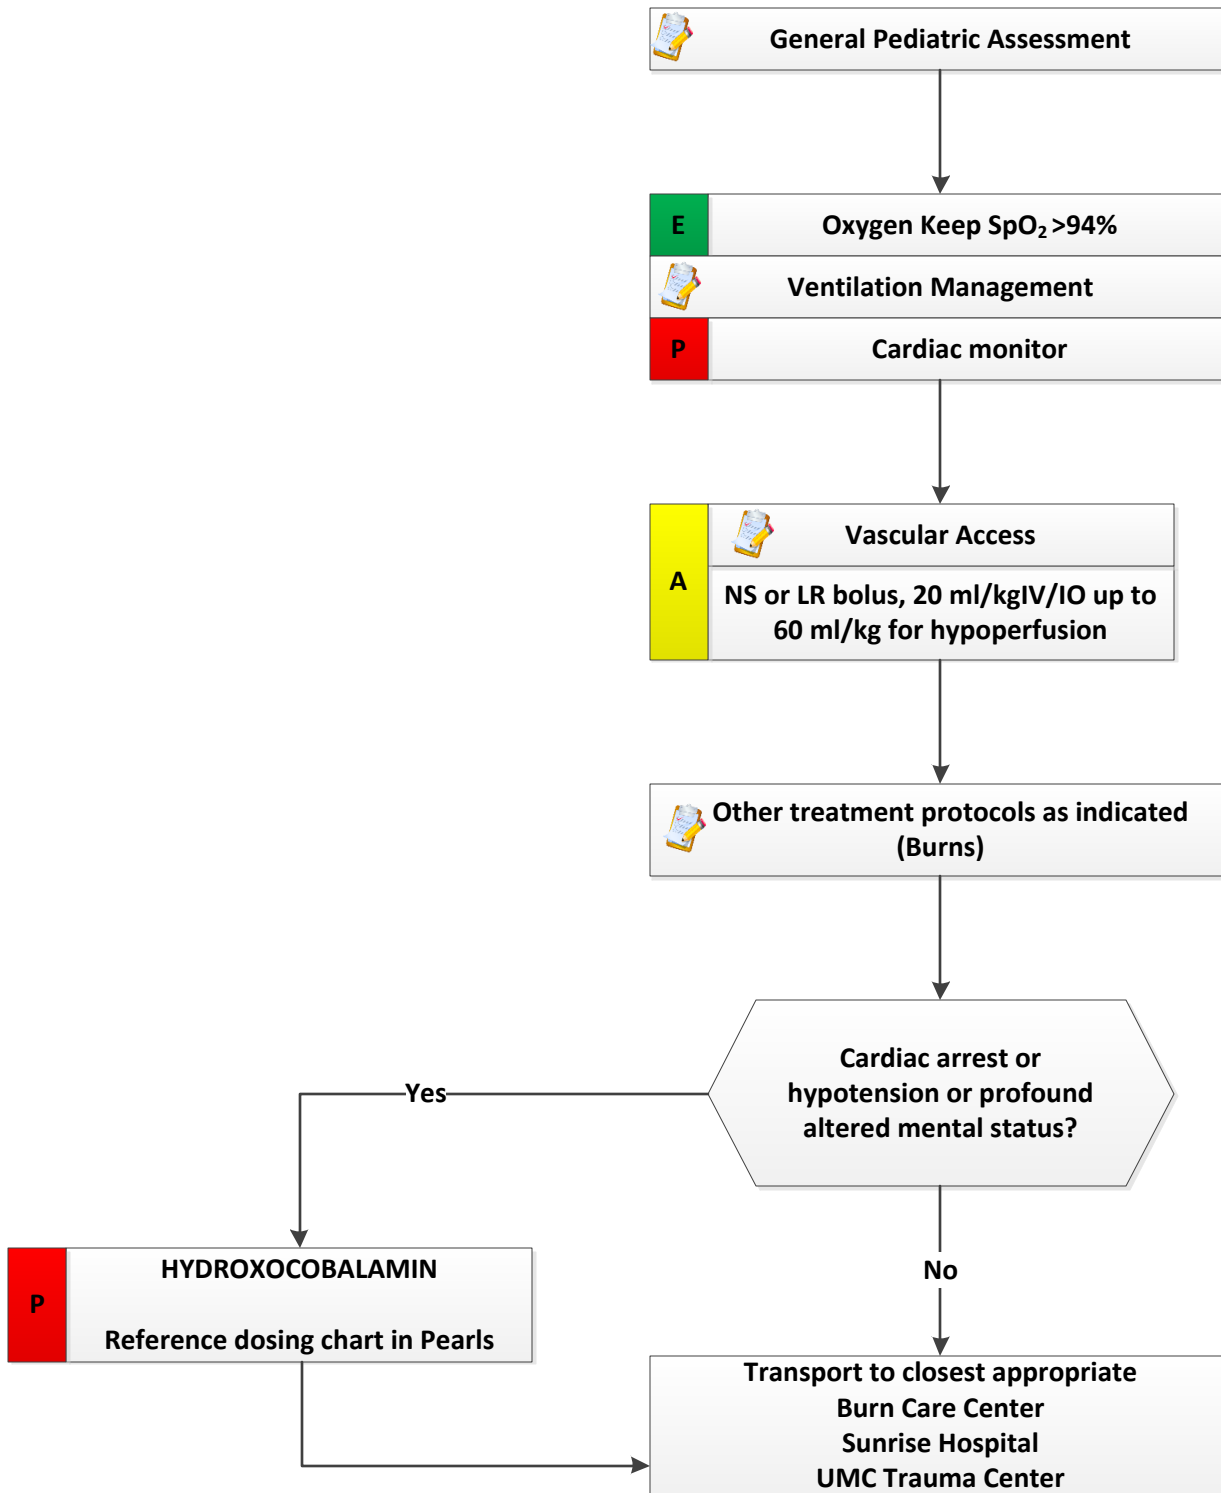 General Pediatric Assessment
E
Oxygen Keep SpO₂ >94%
Ventilation Management
P
Cardiac monitor
A
Vascular Access
NS or LR bolus, 20 ml/kgIV/IO up to
60 ml/kg for hypoperfusion
Other treatment protocols as indicated
(Burns)
Cardiac arrest or
hypotension or profound
altered mental status?
Yes
No
P
HYDROXOCOBALAMIN
Reference dosing chart in Pearls
Transport to closest appropriate
Burn Care Center
Sunrise Hospital
UMC Trauma Center